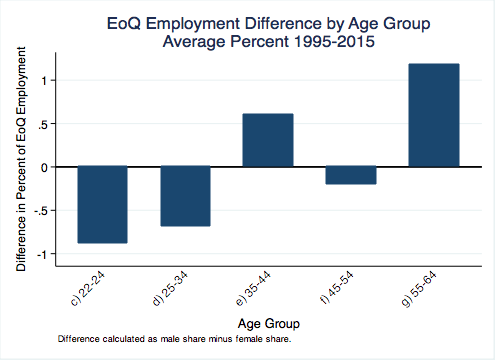 EoQ Employment Difference by Age Group
Average Percent 1995-2015
Difference in Percent of EoQ Employment
1
.5
0
-.5
-1
c) 22-24
d) 25-34
e) 35-44
f) 45-54
g) 55-64
Age Group
Difference calculated as male share minus female share.